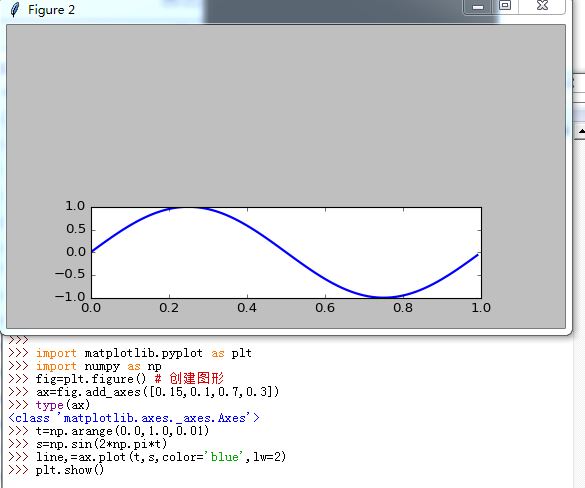 Figure 2
1.0
0.5
0.0
−0.5
−1.0
0.0 0.2 0.4 0.6 0.8 1.0
>>>
>>> import matplotlib.pyplot as plt
>>> import numpy as np
>>> fig=plt.figure() # 创建图形
>>> ax=fig.add_axes([0.15,0.1,0.7,0.3])
>>> type(ax)
<class 'matplotlib.axes._axes.Axes'>
>>> t=np.arange(0.0,1.0,0.01)
>>> s=np.sin(2*np.pi*t)
>>> line,=ax.plot(t,s,color='blue',lw=2)
>>> plt.show()